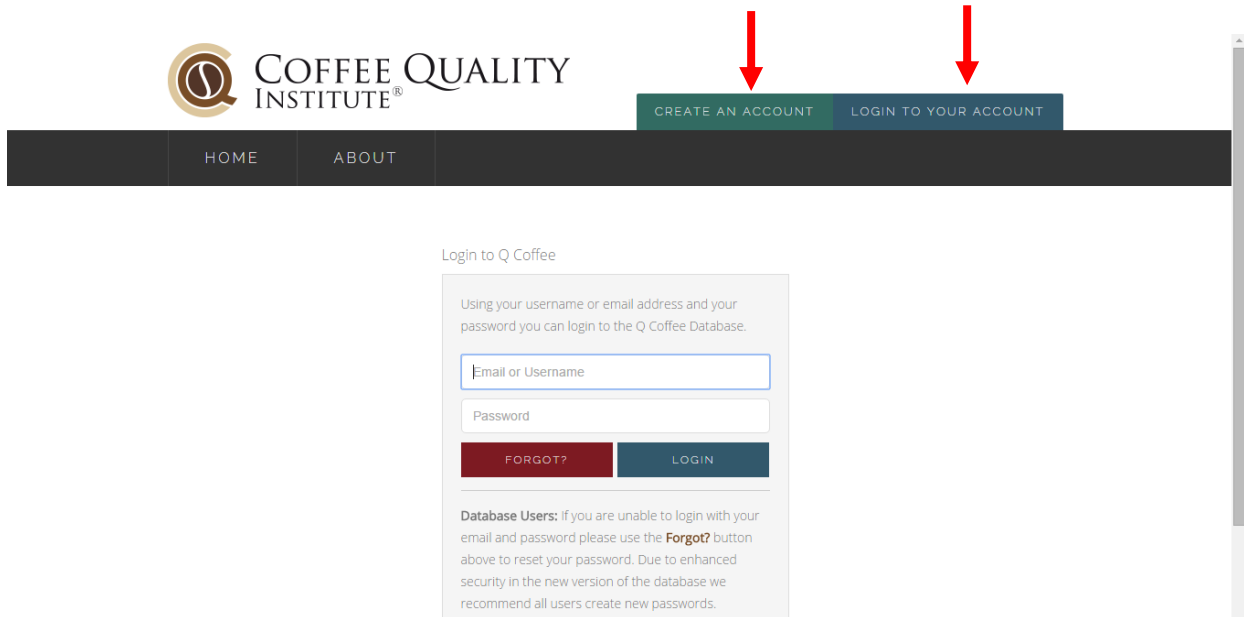 COFFEE QUALITY
INSTITUTE®
CREATE AN ACCOUNT
LOGIN TO YOUR ACCOUNT
HOME
ABOUT
Login to Q Coffee
Using your username or email address and your
password you can login to the Q Coffee Database.
Email or Username
Password
FORGOT?
LOGIN
Database Users: If you are unable to login with your
email and password please use the Forgot? button
above to reset your password. Due to enhanced
security in the new version of the database we
recommend all users create new passwords.